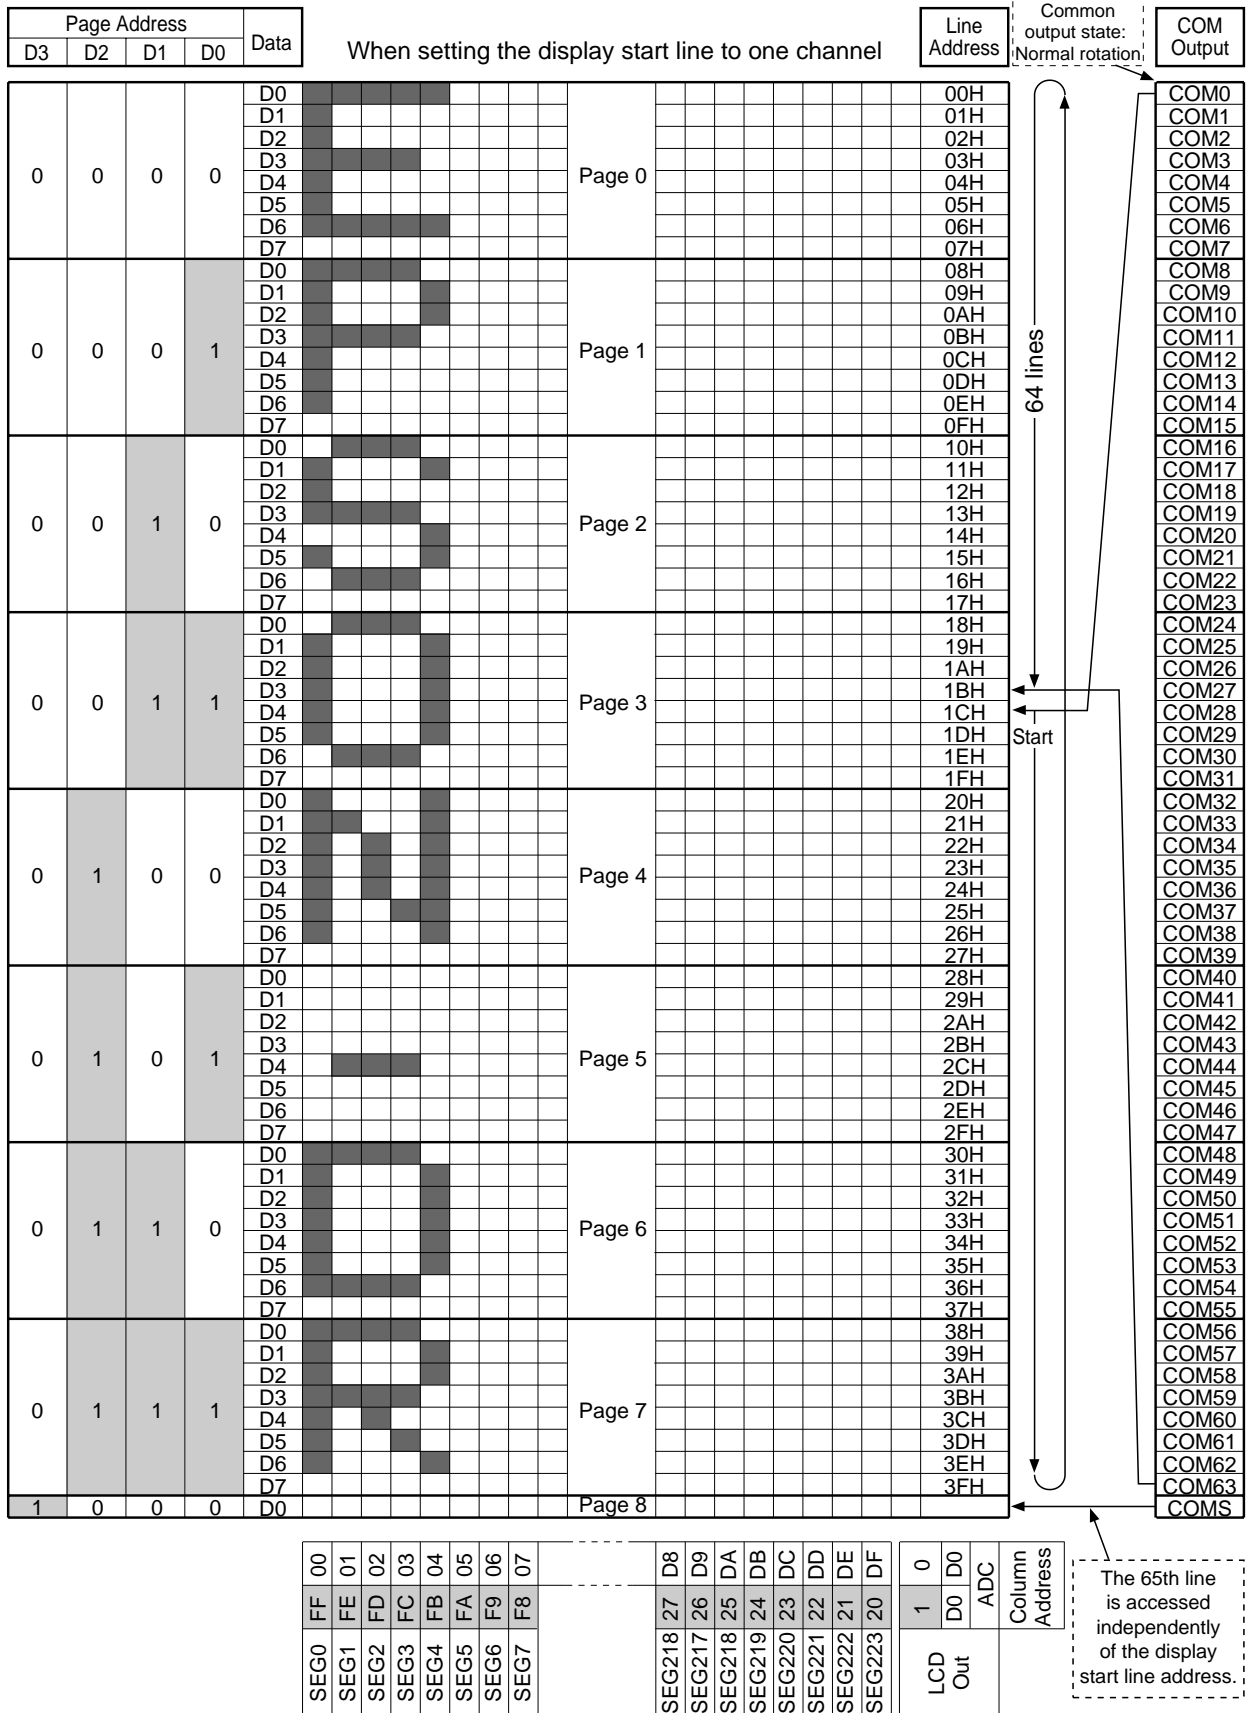 Page Address
D3 D2 D1 D0
Data
When setting the display start line to one channel
Line
Address
Common
output state:
Normal rotation
COM
Output
D0 00H COM0
D1 01H COM1
D2 02H COM2
D3 03H COM3
0 0 0 0 D4 Page 0 04H COM4
D5 05H COM5
D6 06H COM6
D7 07H COM7
D0 08H COM8
D1 09H COM9
D2 0AH COM10
D3 0BH COM11
0 0 0 1 D4 Page 1 0CH COM12
D5 0DH COM13
D6 0EH COM14
D7 0FH COM15
64 lines
D0 10H COM16
D1 11H COM17
D2 12H COM18
D3 13H COM19
0 0 1 0 D4 Page 2 14H COM20
D5 15H COM21
D6 16H COM22
D7 17H COM23
D0 18H COM24
D1 19H COM25
D2 1AH COM26
D3 1BH COM27
0 0 1 1 D4 Page 3 1CH COM28
D5 1DH Start COM29
D6 1EH COM30
D7 1FH COM31
D0 20H COM32
D1 21H COM33
D2 22H COM34
D3 23H COM35
0 1 0 0 D4 Page 4 24H COM36
D5 25H COM37
D6 26H COM38
D7 27H COM39
D0 28H COM40
D1 29H COM41
D2 2AH COM42
D3 2BH COM43
0 1 0 1 D4 Page 5 2CH COM44
D5 2DH COM45
D6 2EH COM46
D7 2FH COM47
D0 30H COM48
D1 31H COM49
D2 32H COM50
D3 33H COM51
0 1 1 0 D4 Page 6 34H COM52
D5 35H COM53
D6 36H COM54
D7 37H COM55
D0 38H COM56
D1 39H COM57
D2 3AH COM58
D3 3BH COM59
0 1 1 1 D4 Page 7 3CH COM60
D5 3DH COM61
D6 3EH COM62
D7 3FH COM63
1 0 0 0 D0 Page 8 COMS
00 01 02 03 04 05 06 07 D8 D9 DA DB DC DD DE DF 0 D0
FF FE FD FC FB FA F9 F8 27 26 25 24 23 22 21 20 1 D0
ADC
Column
Address
SEG0 SEG1 SEG2 SEG3 SEG4 SEG5 SEG6 SEG7 SEG218 SEG217 SEG218 SEG219 SEG220 SEG221 SEG222 SEG223
LCD
Out
The 65th line
is accessed
independently
of the display
start line address.